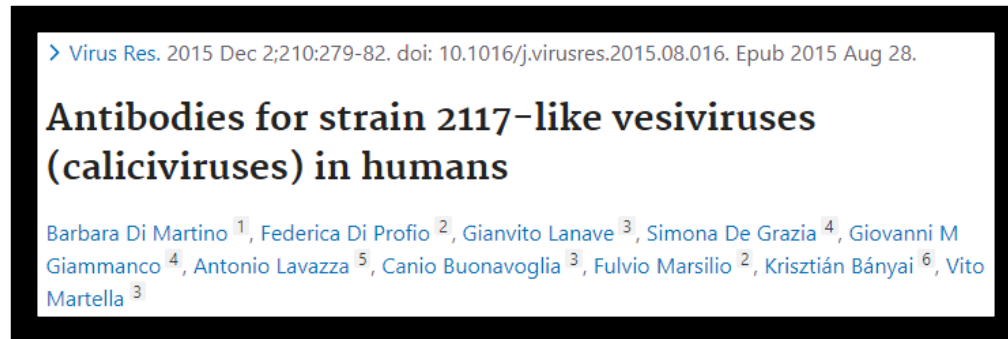 > Virus Res. 2015 Dec 2;210:279-82. doi: 10.1016/j.virusres.2015.08.016. Epub 2015 Aug 28.
Antibodies for strain 2117-like vesiviruses
(caliciviruses) in humans
Barbara Di Martino 1, Federica Di Profio 2, Gianvito Lanave 3, Simona De Grazia 4, Giovanni M
Giammanco 4, Antonio Lavazza 5, Canio Buonavoglia 3, Fulvio Marsilio 2, Krisztián Bányai 6, Vito
Martella 3